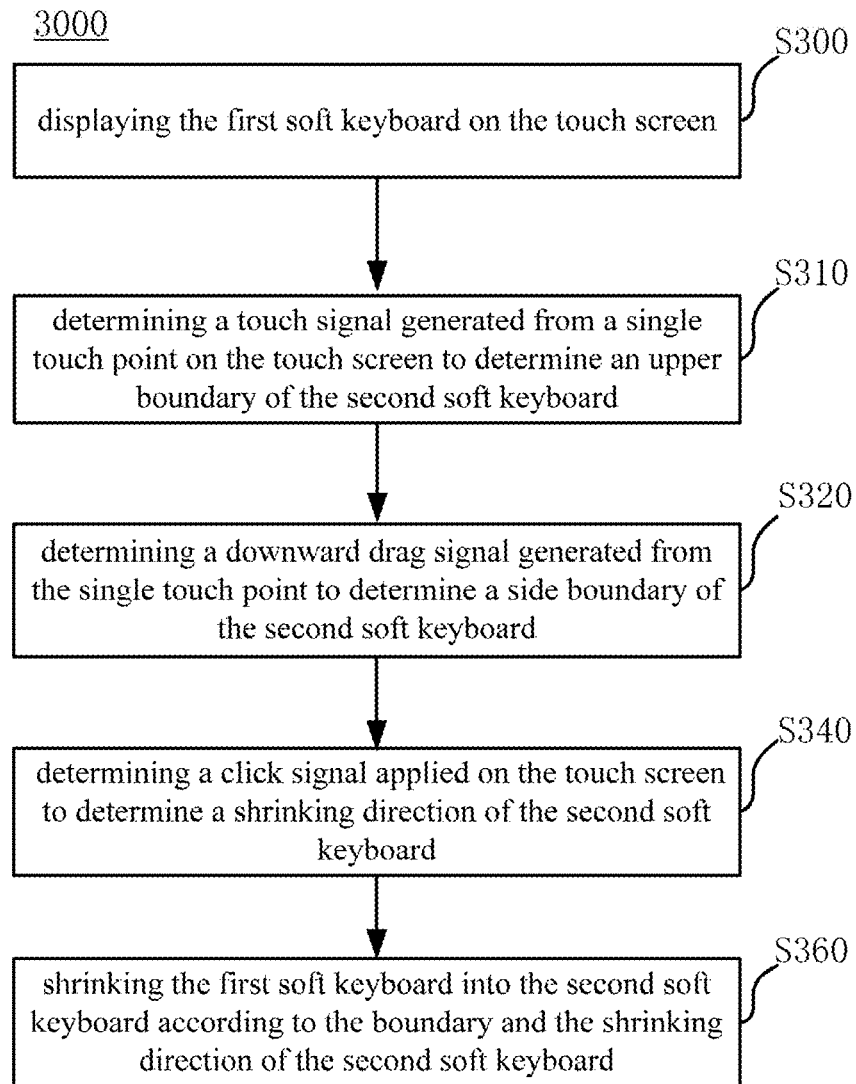 3000
S300
displaying the first soft keyboard on the touch screen
S310
determining a touch signal generated from a single
touch point on the touch screen to determine an upper
boundary of the second soft keyboard
S320
determining a downward drag signal generated from
the single touch point to determine a side boundary of
the second soft keyboard
S340
determining a click signal applied on the touch screen
to determine a shrinking direction of the second soft
keyboard
S360
shrinking the first soft keyboard into the second soft
keyboard according to the boundary and the shrinking
direction of the second soft keyboard